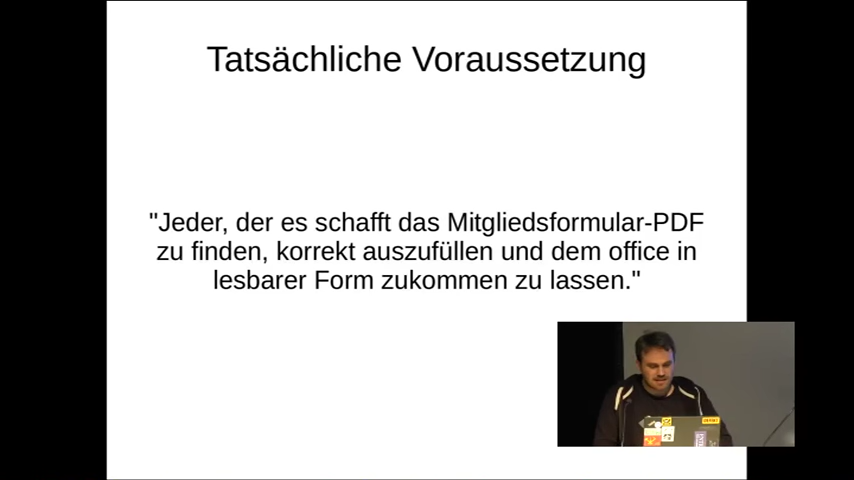 Tatsächliche Voraussetzung
"Jeder, der es schafft das Mitgliedsformular-PDF
zu finden, korrekt auszufüllen und dem office in
lesbarer Form zukommen zu lassen."